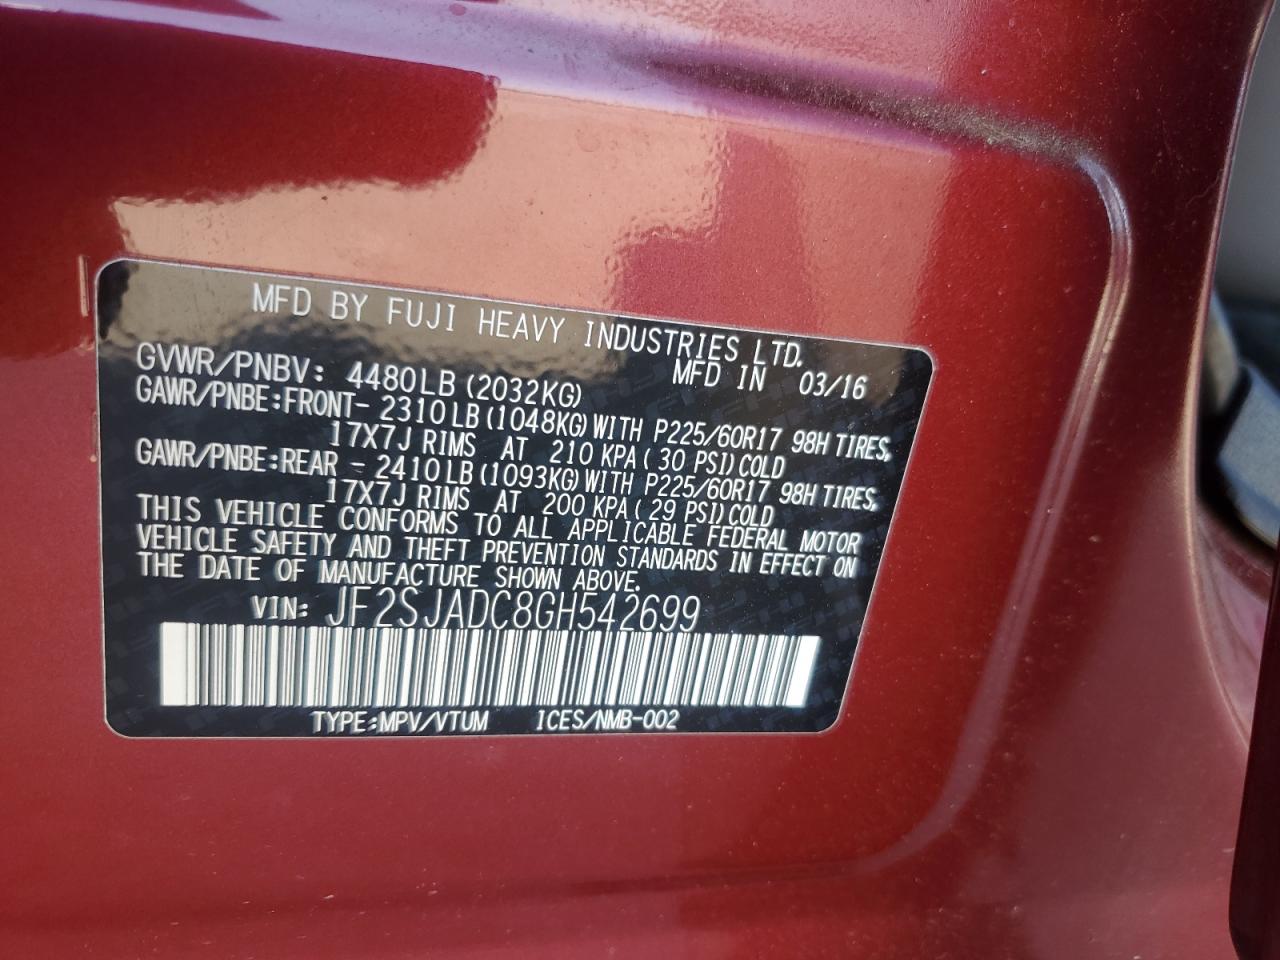 MFD BY FUJI HEAVY INDUSTRIES LTD.
GVWR/PNBV: 4480LB (2032KG) MFD IN 03/16
GAWR/PNBE:FRONT- 2310LB (1048KG) WITH P225/60R17 98H TIRES,
17X7J RIMS AT 210 KPA ( 30 PSI) COLD
GAWR/PNBE:REAR - 2410LB (1093KG) WITH P225/60R17 98H TIRES,
17X7J RIMS AT 200 KPA ( 29 PSI) COLD
THIS VEHICLE CONFORMS TO ALL APPLICABLE FEDERAL MOTOR
VEHICLE SAFETY AND THEFT PREVENTION STANDARDS IN EFFECT ON
THE DATE OF MANUFACTURE SHOWN ABOVE.
VIN: JF2SJADC8GH542699
TYPE:MPV/VTUM ICES/NMB-002